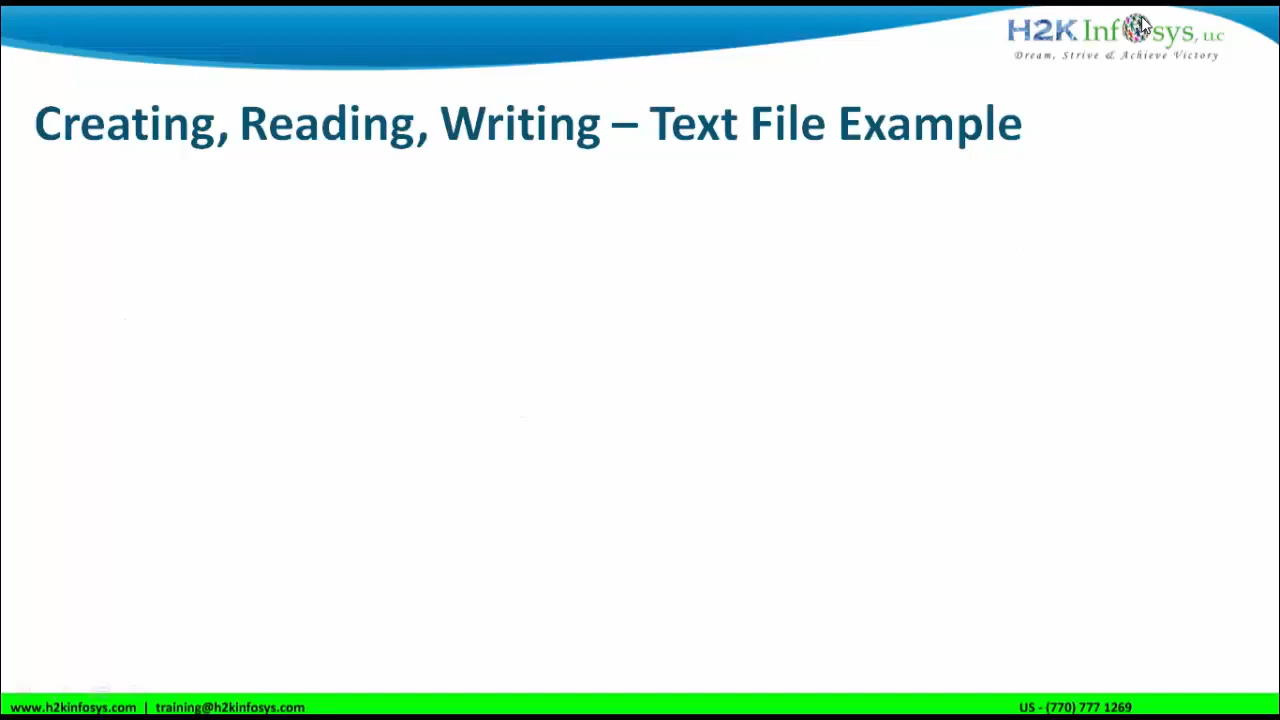 H2K Infosys, LLC
Dream, Strive & Achieve Victory
Creating, Reading, Writing – Text File Example
www.h2kinfosys.com | training@h2kinfosys.com
US - (770) 777 1269